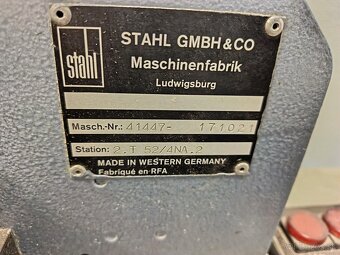 stahl
STAHL GMBH & CO
Maschinenfabrik
Ludwigsburg
Masch.-Nr.: 41447- 171021
Station: 2.T 52/4NA.2
MADE IN WESTERN GERMANY
Fabriqué en RFA